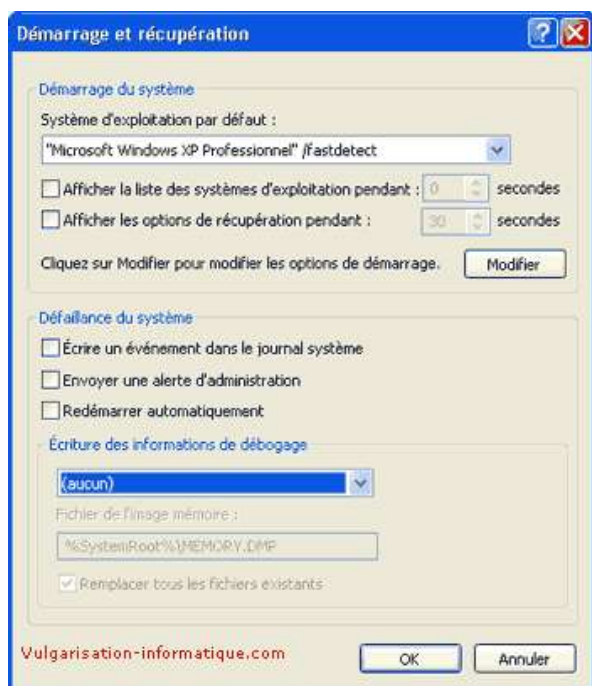 Démarrage et récupération
Démarrage du système
Système d'exploitation par défaut :
"Microsoft Windows XP Professionnel" /fastdetect
Afficher la liste des systèmes d'exploitation pendant : 0 secondes
Afficher les options de récupération pendant : 30 secondes
Cliquez sur Modifier pour modifier les options de démarrage. Modifier
Défaillance du système
Écrire un événement dans le journal système
Envoyer une alerte d'administration
Redémarrer automatiquement
Écriture des informations de débogage
(aucun)
Fichier de l'image mémoire :
%SystemRoot%\MEMORY.DMP
Remplacer tous les fichiers existants
Vulgarisation-informatique.com OK Annuler